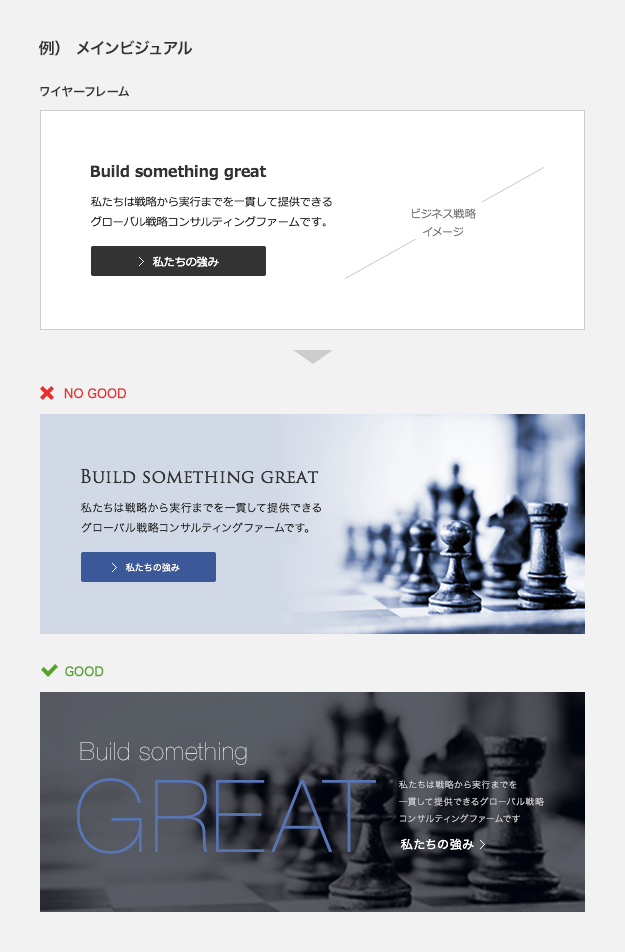 例） メインビジュアル
ワイヤーフレーム
Build something great
私たちは戦略から実行までを一貫して提供できる
グローバル戦略コンサルティングファームです。
私たちの強み
ビジネス戦略
イメージ
NO GOOD
BUILD SOMETHING GREAT
私たちは戦略から実行までを一貫して提供できる
グローバル戦略コンサルティングファームです。
私たちの強み
GOOD
Build something
GREAT
私たちは戦略から実行までを
一貫して提供できるグローバル戦略
コンサルティングファームです
私たちの強み